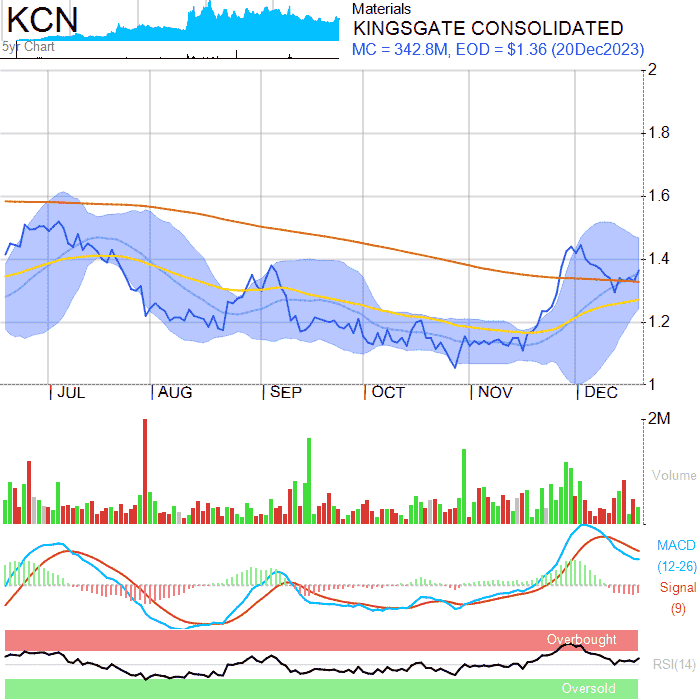 KCN
5yr Chart
Materials
KINGSGATE CONSOLIDATED
MC = 342.8M, EOD = $1.36 (20Dec2023)
2
1.8
1.6
1.4
1.2
1
JUL AUG SEP OCT NOV DEC
2M
Volume
MACD
(12-26)
Signal
(9)
Overbought
RSI(14)
Oversold